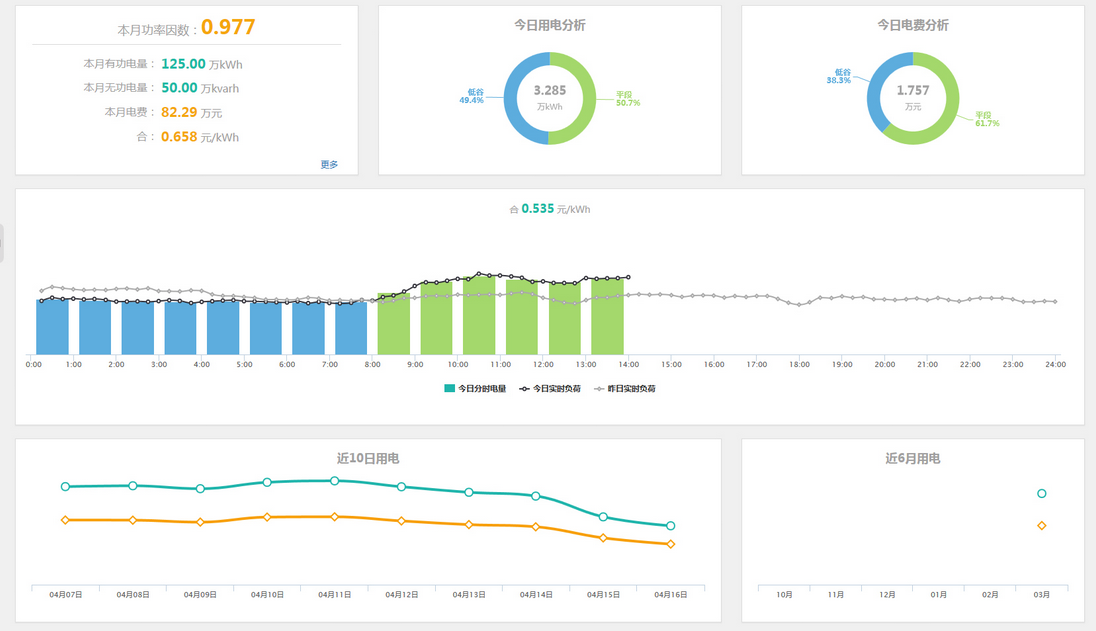 本月功率因数：0.977
本月有功电量： 125.00 万kWh
本月无功电量： 50.00 万kvarh
本月电费： 82.29 万元
合： 0.658 元/kWh
更多
今日用电分析
低谷
49.4%
3.285
万kWh
平段
50.7%
今日电费分析
低谷
38.3%
1.757
万元
平段
61.7%
合 0.535 元/kWh
0:00 1:00 2:00 3:00 4:00 5:00 6:00 7:00 8:00 9:00 10:00 11:00 12:00 13:00 14:00 15:00 16:00 17:00 18:00 19:00 20:00 21:00 22:00 23:00 24:00
今日分时电量 今日实时负荷 昨日实时负荷
近10日用电
04月07日 04月08日 04月09日 04月10日 04月11日 04月12日 04月13日 04月14日 04月15日 04月16日
近6月用电
10月 11月 12月 01月 02月 03月